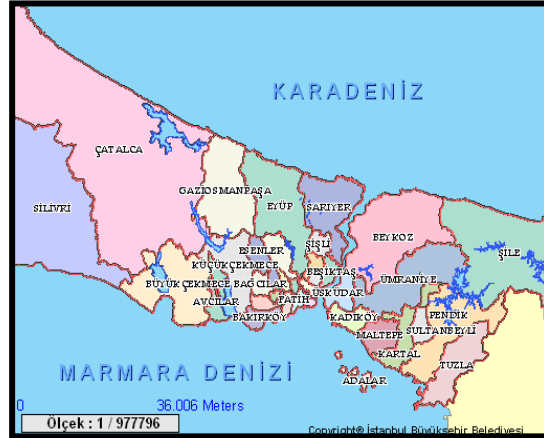 KARADENİZ
ÇATALCA
GAZİOSMANPAŞA
SİLİVRİ
EYÜP
SARIYER
BEYKOZ
ŞİLE
ESENLER
ŞİŞLİ
KÜÇÜKÇEKMECE
BEŞİKTAŞ
ÜMRANİYE
BÜYÜKÇEKMECE
BAĞCILAR
ÜSKÜDAR
AVCILAR
FATİH
BAKIRKÖY
KADIKÖY
PENDİK
MALTEPE
SULTANBEYLİ
KARTAL
TUZLA
MARMARA DENİZİ
ADALAR
0 36.006 Meters
Ölçek : 1 / 977796
Copyright® İstanbul Büyükşehir Belediyesi